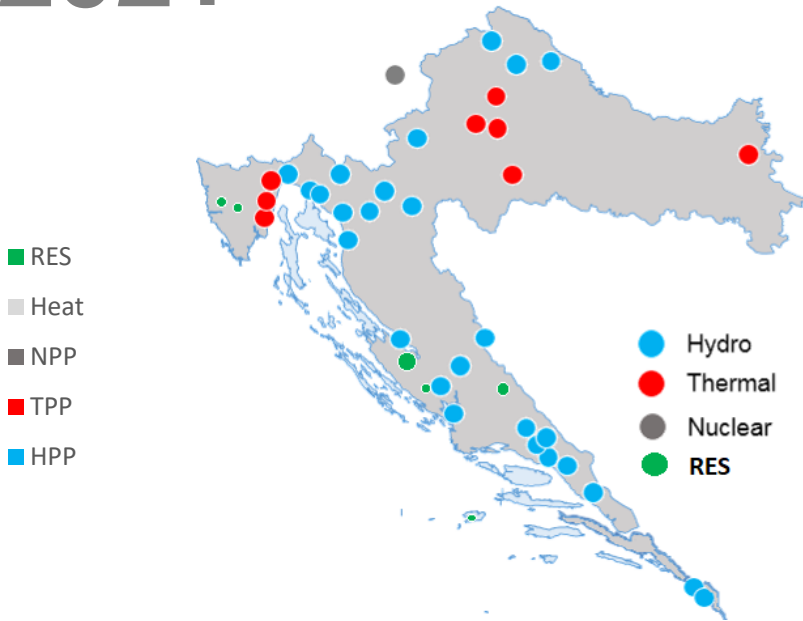 RES
Heat
NPP
TPP
HPP
Hydro
Thermal
Nuclear
RES